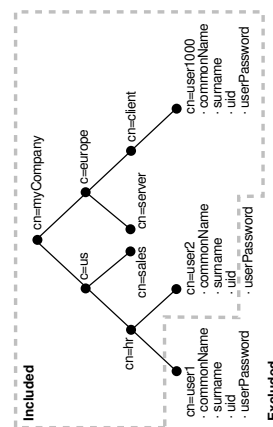 Included
cn=myCompany
c=us
c=europe
cn=hr
cn=sales
cn=server
cn=client
cn=user1
· commonName
· surname
· uid
· userPassword
cn=user2
· commonName
· surname
· uid
· userPassword
cn=user1000
· commonName
· surname
· uid
· userPassword
Excluded